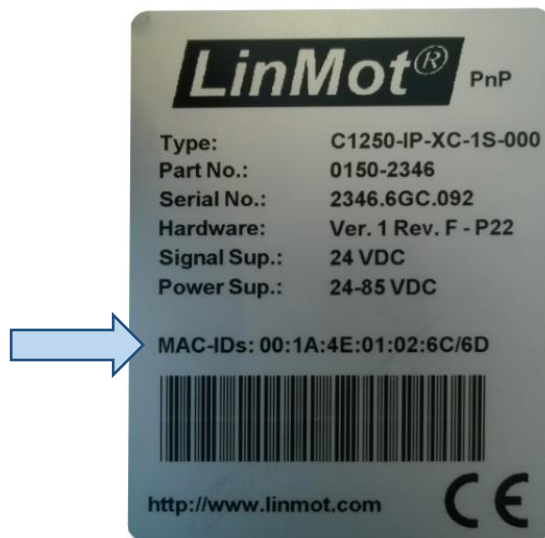 LinMot® PnP
Type: C1250-IP-XC-1S-000
Part No.: 0150-2346
Serial No.: 2346.6GC.092
Hardware: Ver. 1 Rev. F - P22
Signal Sup.: 24 VDC
Power Sup.: 24-85 VDC
MAC-IDs: 00:1A:4E:01:02:6C/6D
http://www.linmot.com CE